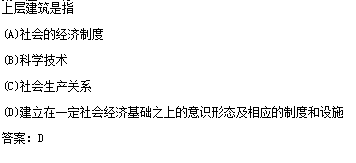 上层建筑是指
(A)社会的经济制度
(B)科学技术
(C)社会生产关系
(D)建立在一定社会经济基础之上的意识形态及相应的制度和设施
答案：D